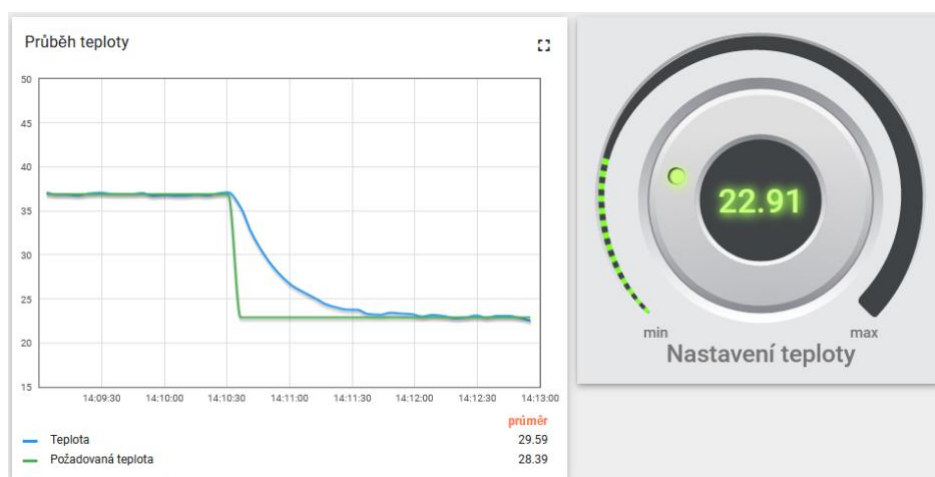 Průběh teploty
50
45
40
35
30
25
20
15
14:09:30 14:10:00 14:10:30 14:11:00 14:11:30 14:12:00 14:12:30 14:13:00
průměr
Teplota 29.59
Požadovaná teplota 28.39
22.91
min max
Nastavení teploty